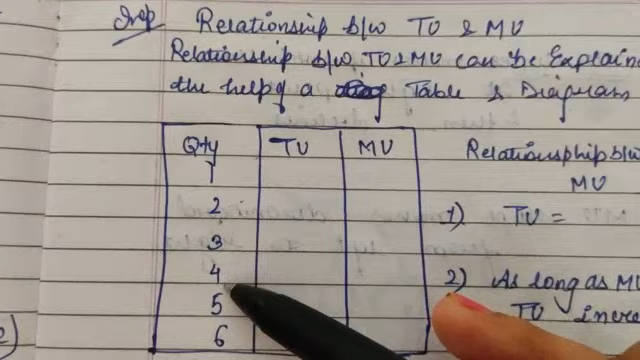 Imp Relationship b/w TU & MU
Relationship b/w TU & MU can be Explaine
the help of a Table & Diagram
Qty TU MU
1
2
3
4
5
6
Relationship b/w
MU
1) TU =
2) As long as MU
TU increa